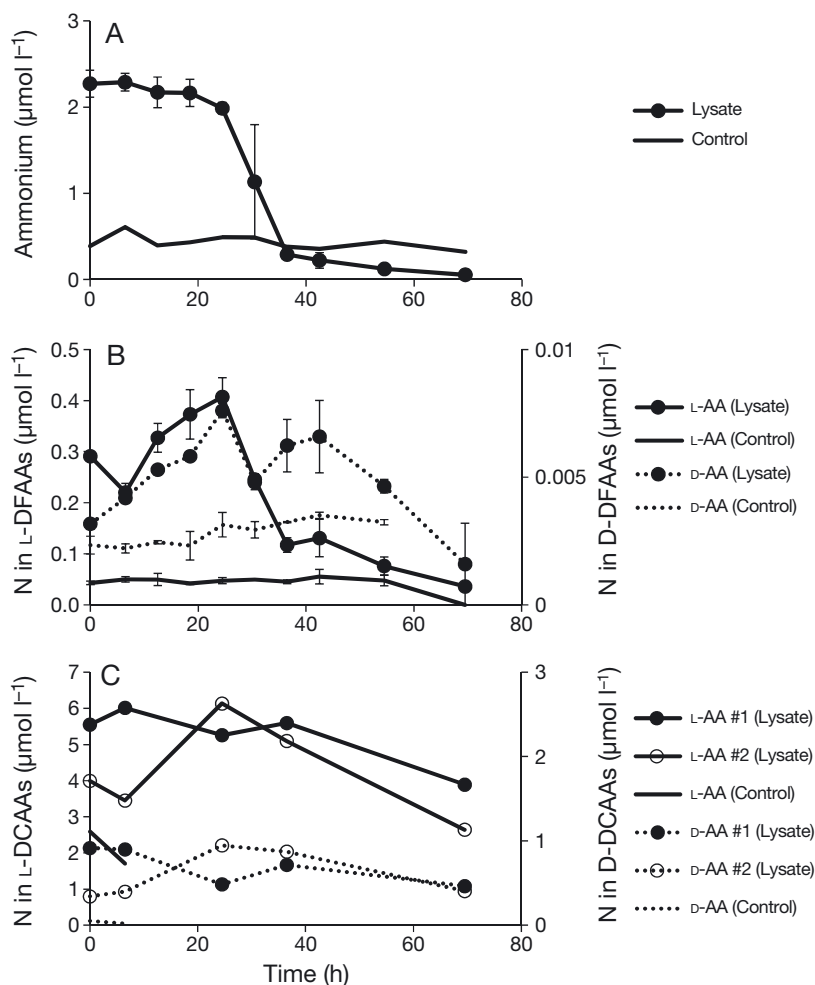 A
Ammonium (µmol l⁻¹)
3
2
1
0
0 20 40 60 80
Lysate
Control
B
N in L-DFAAs (µmol l⁻¹)
0.5
0.4
0.3
0.2
0.1
0.0
0 20 40 60 80
0.01
0.005
0
N in D-DFAAs (µmol l⁻¹)
L-AA (Lysate)
L-AA (Control)
D-AA (Lysate)
D-AA (Control)
C
N in L-DCAAs (µmol l⁻¹)
7
6
5
4
3
2
1
0
0 20 40 60 80
Time (h)
3
2
1
0
N in D-DCAAs (µmol l⁻¹)
L-AA #1 (Lysate)
L-AA #2 (Lysate)
L-AA (Control)
D-AA #1 (Lysate)
D-AA #2 (Lysate)
D-AA (Control)